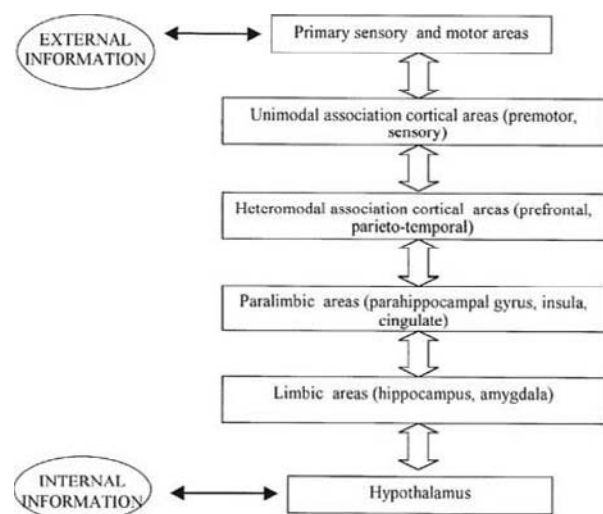 EXTERNAL
INFORMATION
Primary sensory and motor areas
Unimodal association cortical areas (premotor,
sensory)
Heteromodal association cortical areas (prefrontal,
parieto-temporal)
Paralimbic areas (parahippocampal gyrus, insula,
cingulate)
Limbic areas (hippocampus, amygdala)
INTERNAL
INFORMATION
Hypothalamus